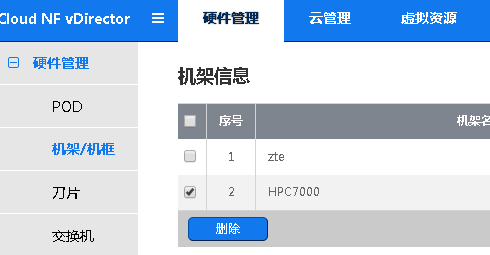 Cloud NF vDirector 硬件管理 云管理 虚拟资源
硬件管理
POD
机架/机框
刀片
交换机
机架信息
序号 机架名
1 zte
2 HPC7000
删除